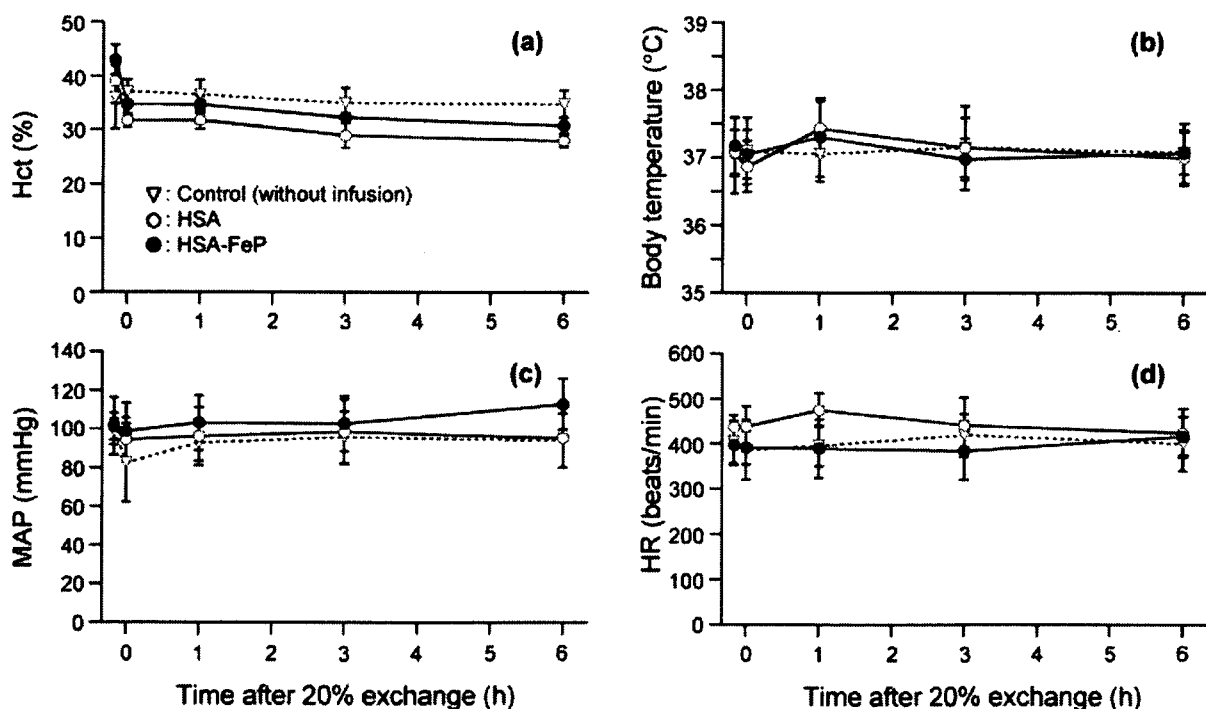 50
40
30
20
10
0
Hct (%)
(a)
▽: Control (without infusion)
○: HSA
●: HSA-FeP
0 1 2 3 4 5 6
39
38
37
36
35
Body temperature (°C)
(b)
0 1 2 3 4 5 6
140
120
100
80
60
40
20
0
MAP (mmHg)
(c)
0 1 2 3 4 5 6
Time after 20% exchange (h)
600
500
400
300
400
200
100
0
HR (beats/min)
(d)
0 1 2 3 4 5 6
Time after 20% exchange (h)